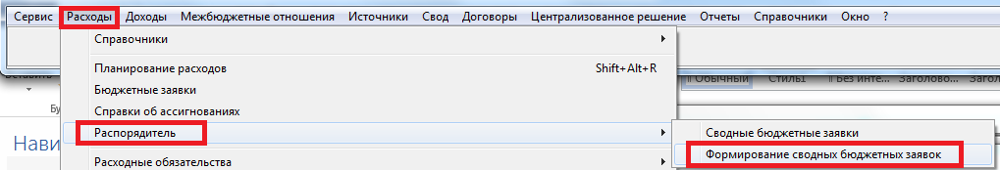 Сервис Расходы Доходы Межбюджетные отношения Источники Свод Договоры Централизованное решение Отчеты Справочники Окно ?
Справочники
Планирование расходов Shift+Alt+R
Бюджетные заявки
Справки об ассигнованиях
Распорядитель
Расходные обязательства
Сводные бюджетные заявки
Формирование сводных бюджетных заявок
Обычный Стиль1 Без инте... Заголово...
Нави